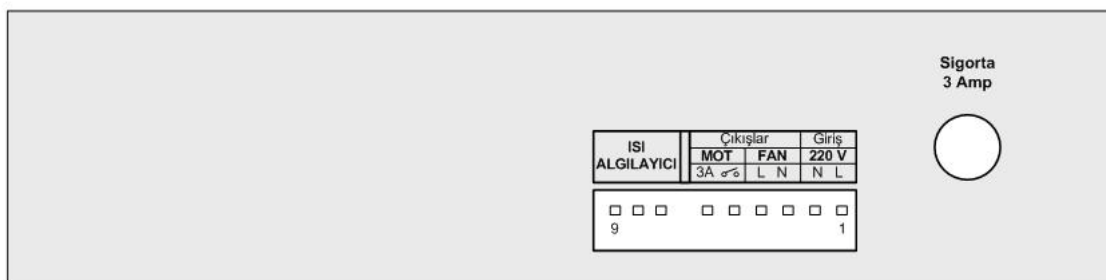 Sigorta
3 Amp
ISI
ALGILAYICI
Çıkışlar
Giriş
MOT
FAN
220 V
3A
L N
N L
9
1